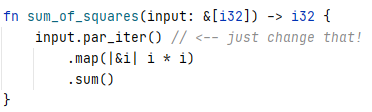 fn sum_of_squares(input: &[i32]) -> i32 {
    input.par_iter() // <-- just change that!
        .map(|&i| i * i)
        .sum()
}